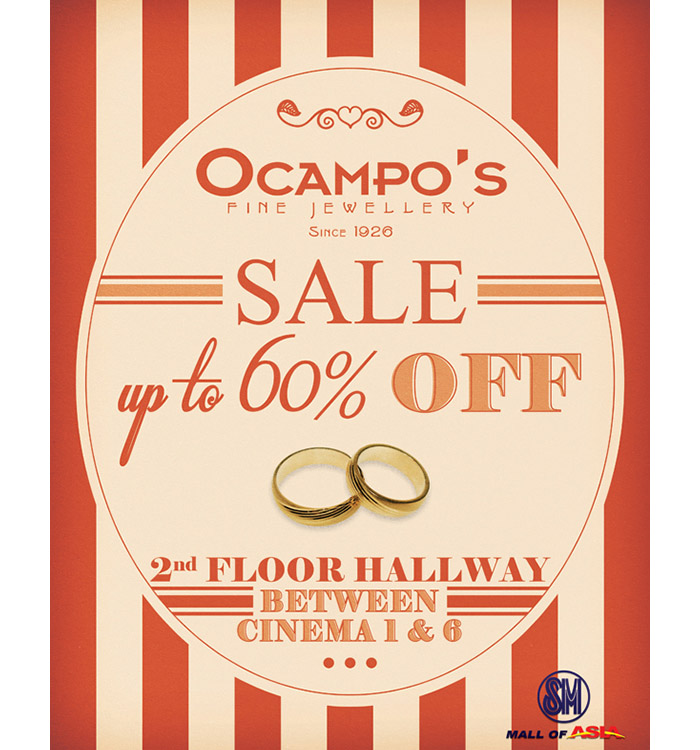 OCAMPO'S
FINE JEWELLERY
SINCE 1926
SALE
up to 60% OFF
2nd FLOOR HALLWAY
BETWEEN
CINEMA 1 & 6
SM
MALL OF ASIA